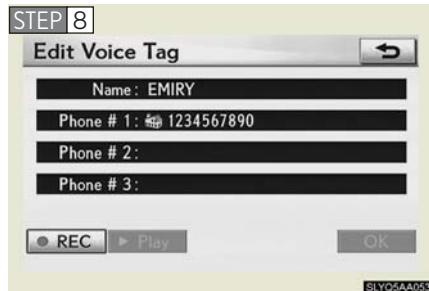 STEP 8
Edit Voice Tag
Name: EMIRY
Phone # 1: 1234567890
Phone # 2:
Phone # 3:
REC Play OK
SLY05AA053